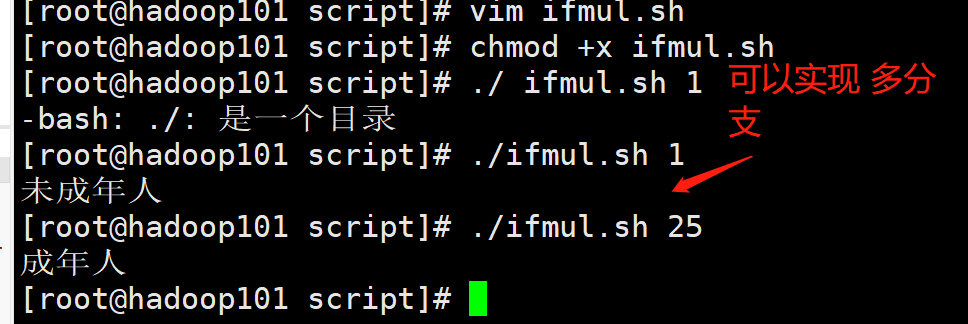 [root@hadoop101 script]# vim ifmul.sh
[root@hadoop101 script]# chmod +x ifmul.sh
[root@hadoop101 script]# ./ ifmul.sh 1
可以实现 多分
支
-bash: ./: 是一个目录
[root@hadoop101 script]# ./ifmul.sh 1
未成年人
[root@hadoop101 script]# ./ifmul.sh 25
成年人
[root@hadoop101 script]#